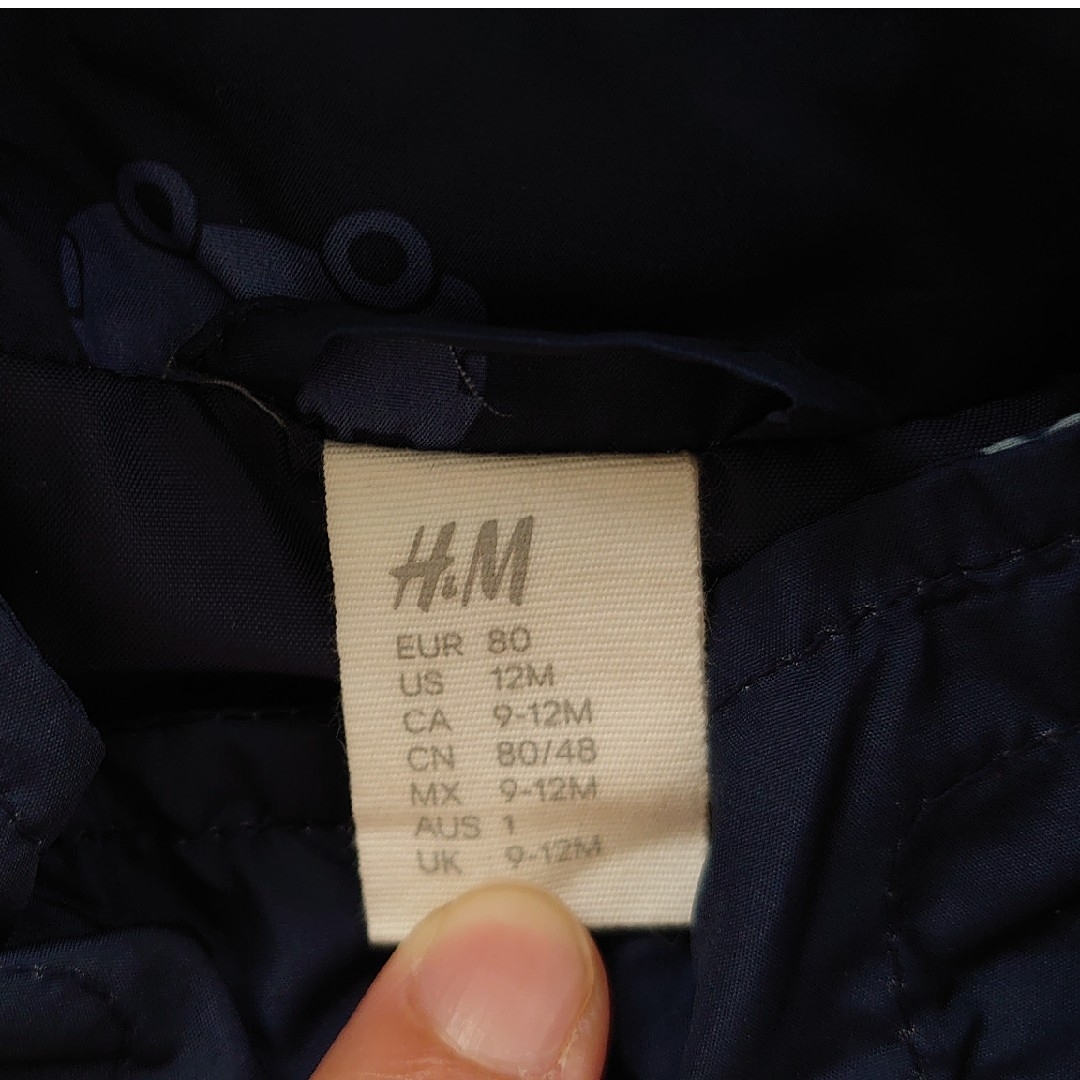 H&M
EUR 80
US 12M
CA 9-12M
CN 80/48
MX 9-12M
AUS 1
UK 9-12M